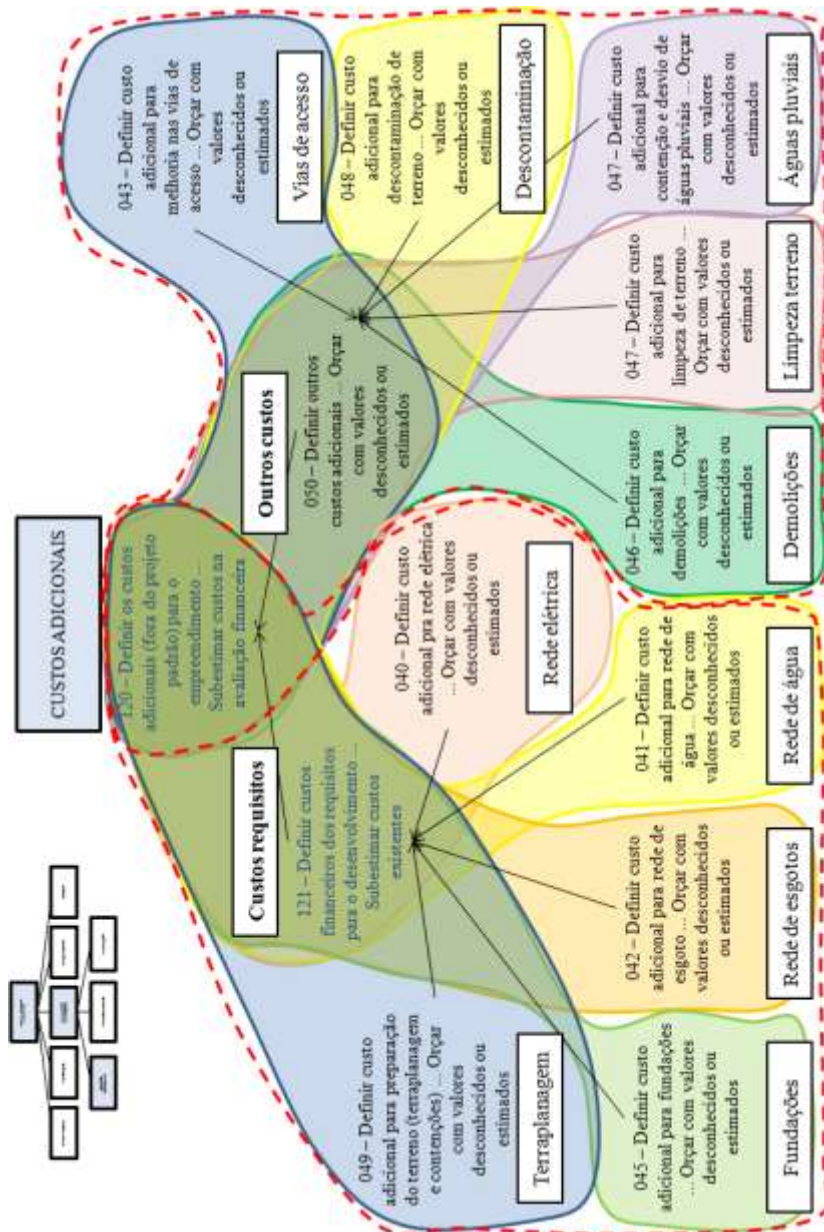 CUSTOS ADICIONAIS
120 – Definir os custos
adicionais (fora do projeto
padrão) para o
empreendimento ...
Subestimar custos na
avaliação financeira
Custos requisitos
121 – Definir custos
financeiros dos requisitos
para o desenvolvimento ...
Subestimar custos
existentes
Outros custos
050 – Definir outros
custos adicionais ... Orçar
com valores
desconhecidos ou
estimados
049 – Definir custo
adicional para preparação
do terreno (terraplanagem
e contenções) ... Orçar
com valores
desconhecidos ou
estimados
Terraplanagem
040 – Definir custo
adicional pra rede elétrica
... Orçar com valores
desconhecidos ou
estimados
Rede elétrica
043 – Definir custo
adicional para
melhoria nas vias de
acesso ... Orçar com
valores
desconhecidos ou
estimados
Vias de acesso
048 – Definir custo
adicional para
descontaminação de
terreno ... Orçar com
valores
desconhecidos ou
estimados
Descontaminação
045 – Definir custo
adicional para fundações
... Orçar com valores
desconhecidos ou
estimados
Fundações
042 – Definir custo
adicional para rede de
esgoto ... Orçar com
valores desconhecidos
ou estimados
Rede de esgotos
041 – Definir custo
adicional para rede de
água ... Orçar com
valores desconhecidos
ou estimados
Rede de água
046 – Definir custo
adicional para
demolições ... Orçar
com valores
desconhecidos ou
estimados
Demolições
047 – Definir custo
adicional para
limpeza de terreno ...
Orçar com valores
desconhecidos ou
estimados
Limpeza terreno
047 – Definir custo
adicional para
contenção e desvio de
águas pluviais ... Orçar
com valores
desconhecidos ou
estimados
Águas pluviais